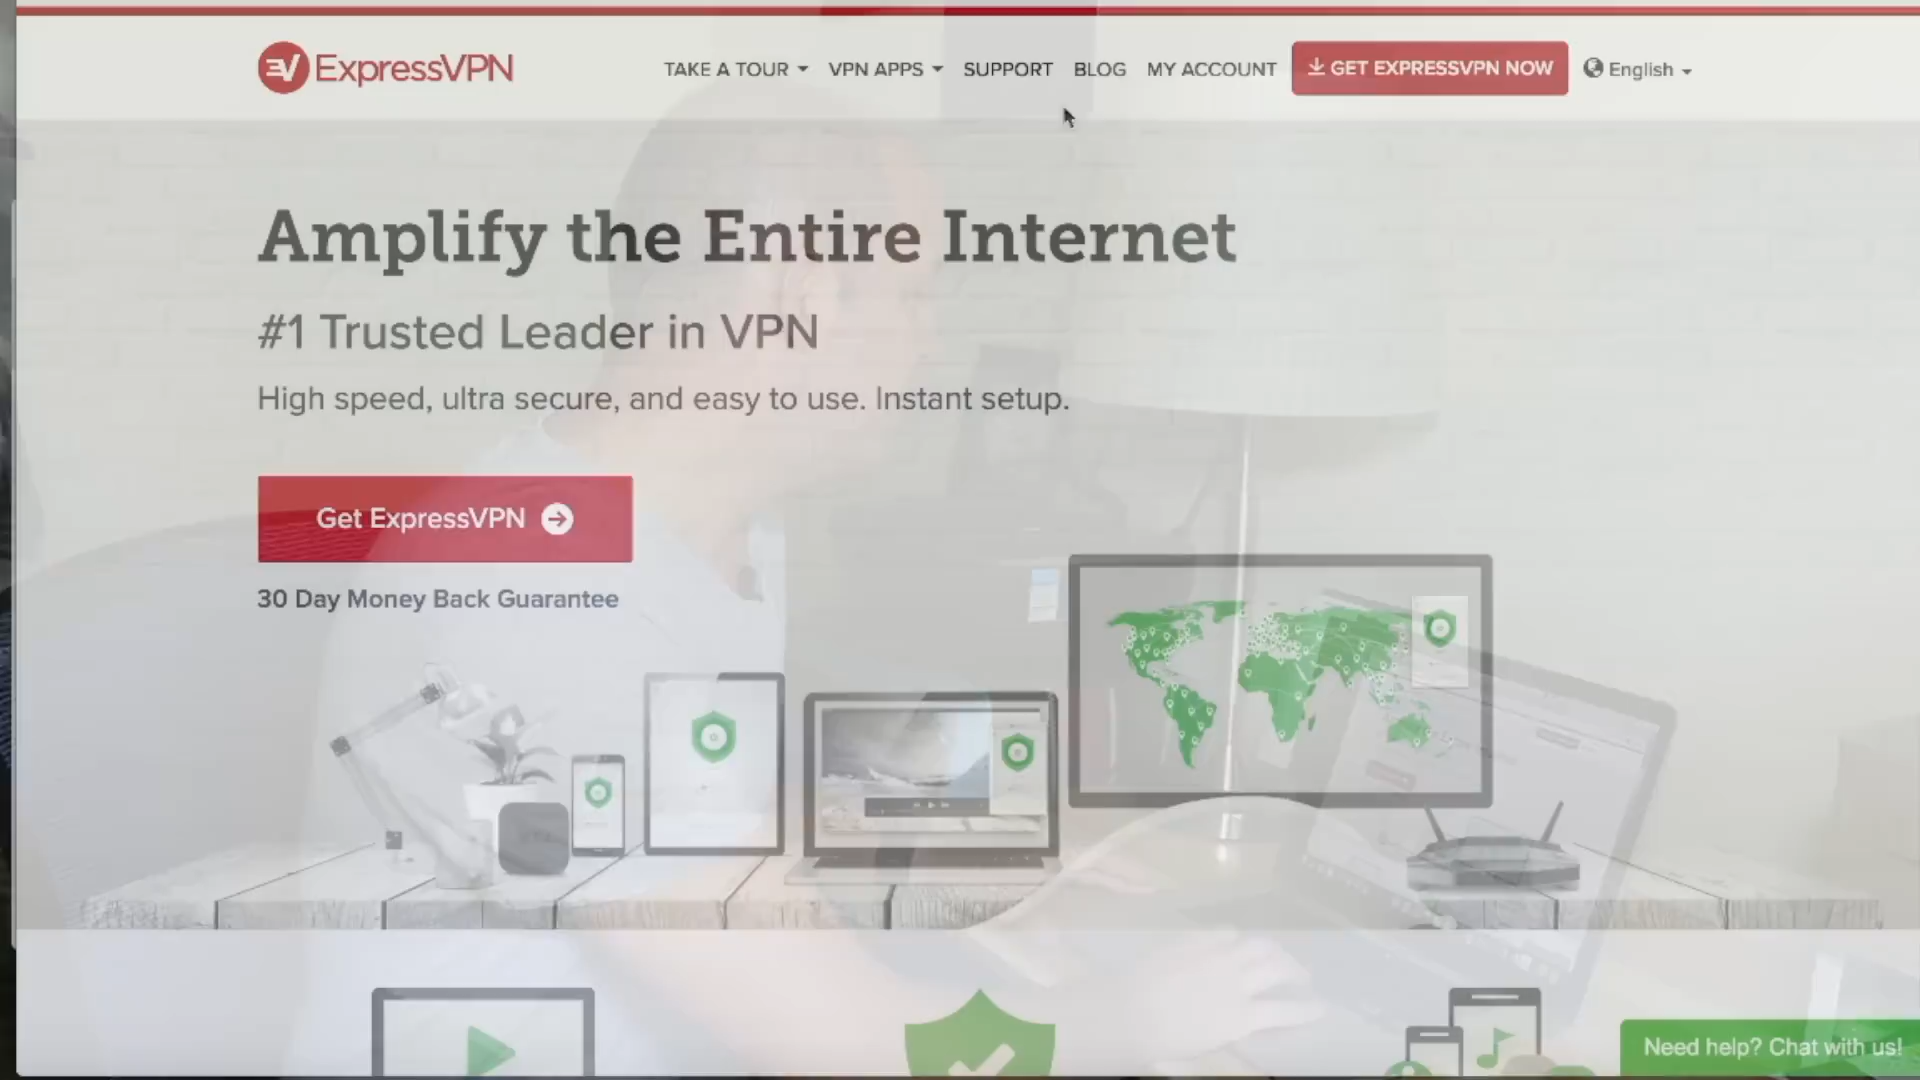 ExpressVPN
TAKE A TOUR VPN APPS SUPPORT BLOG MY ACCOUNT GET EXPRESSVPN NOW English
Amplify the Entire Internet
#1 Trusted Leader in VPN
High speed, ultra secure, and easy to use. Instant setup.
Get ExpressVPN
30 Day Money Back Guarantee
Need help? Chat with us!